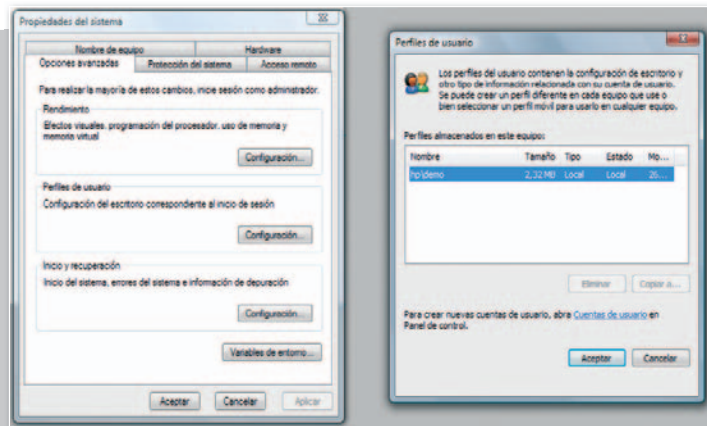 Propiedades del sistema
Nombre de equipo
Hardware
Opciones avanzadas
Protección del sistema
Acceso remoto
Para realizar la mayoría de estos cambios, inicie sesión como administrador.
Rendimiento
Efectos visuales, programación del procesador, uso de memoria y
memoria virtual
Configuración...
Perfiles de usuario
Configuración del escritorio correspondiente al inicio de sesión
Configuración...
Inicio y recuperación
Inicio del sistema, errores del sistema e información de depuración
Configuración...
Variables de entorno...
Aceptar
Cancelar
Aplicar
Perfiles de usuario
Los perfiles del usuario contienen la configuración de escritorio y
otro tipo de información relacionada con su cuenta de usuario.
Se puede crear un perfil diferente en cada equipo que use o
bien seleccionar un perfil móvil para usarlo en cualquier equipo.
Perfiles almacenados en este equipo:
Nombre Tamaño Tipo Estado Mo...
hp\demo 2,32 MB Local Local 26...
Eliminar
Copiar a...
Para crear nuevas cuentas de usuario, abra Cuentas de usuario en
Panel de control.
Aceptar
Cancelar